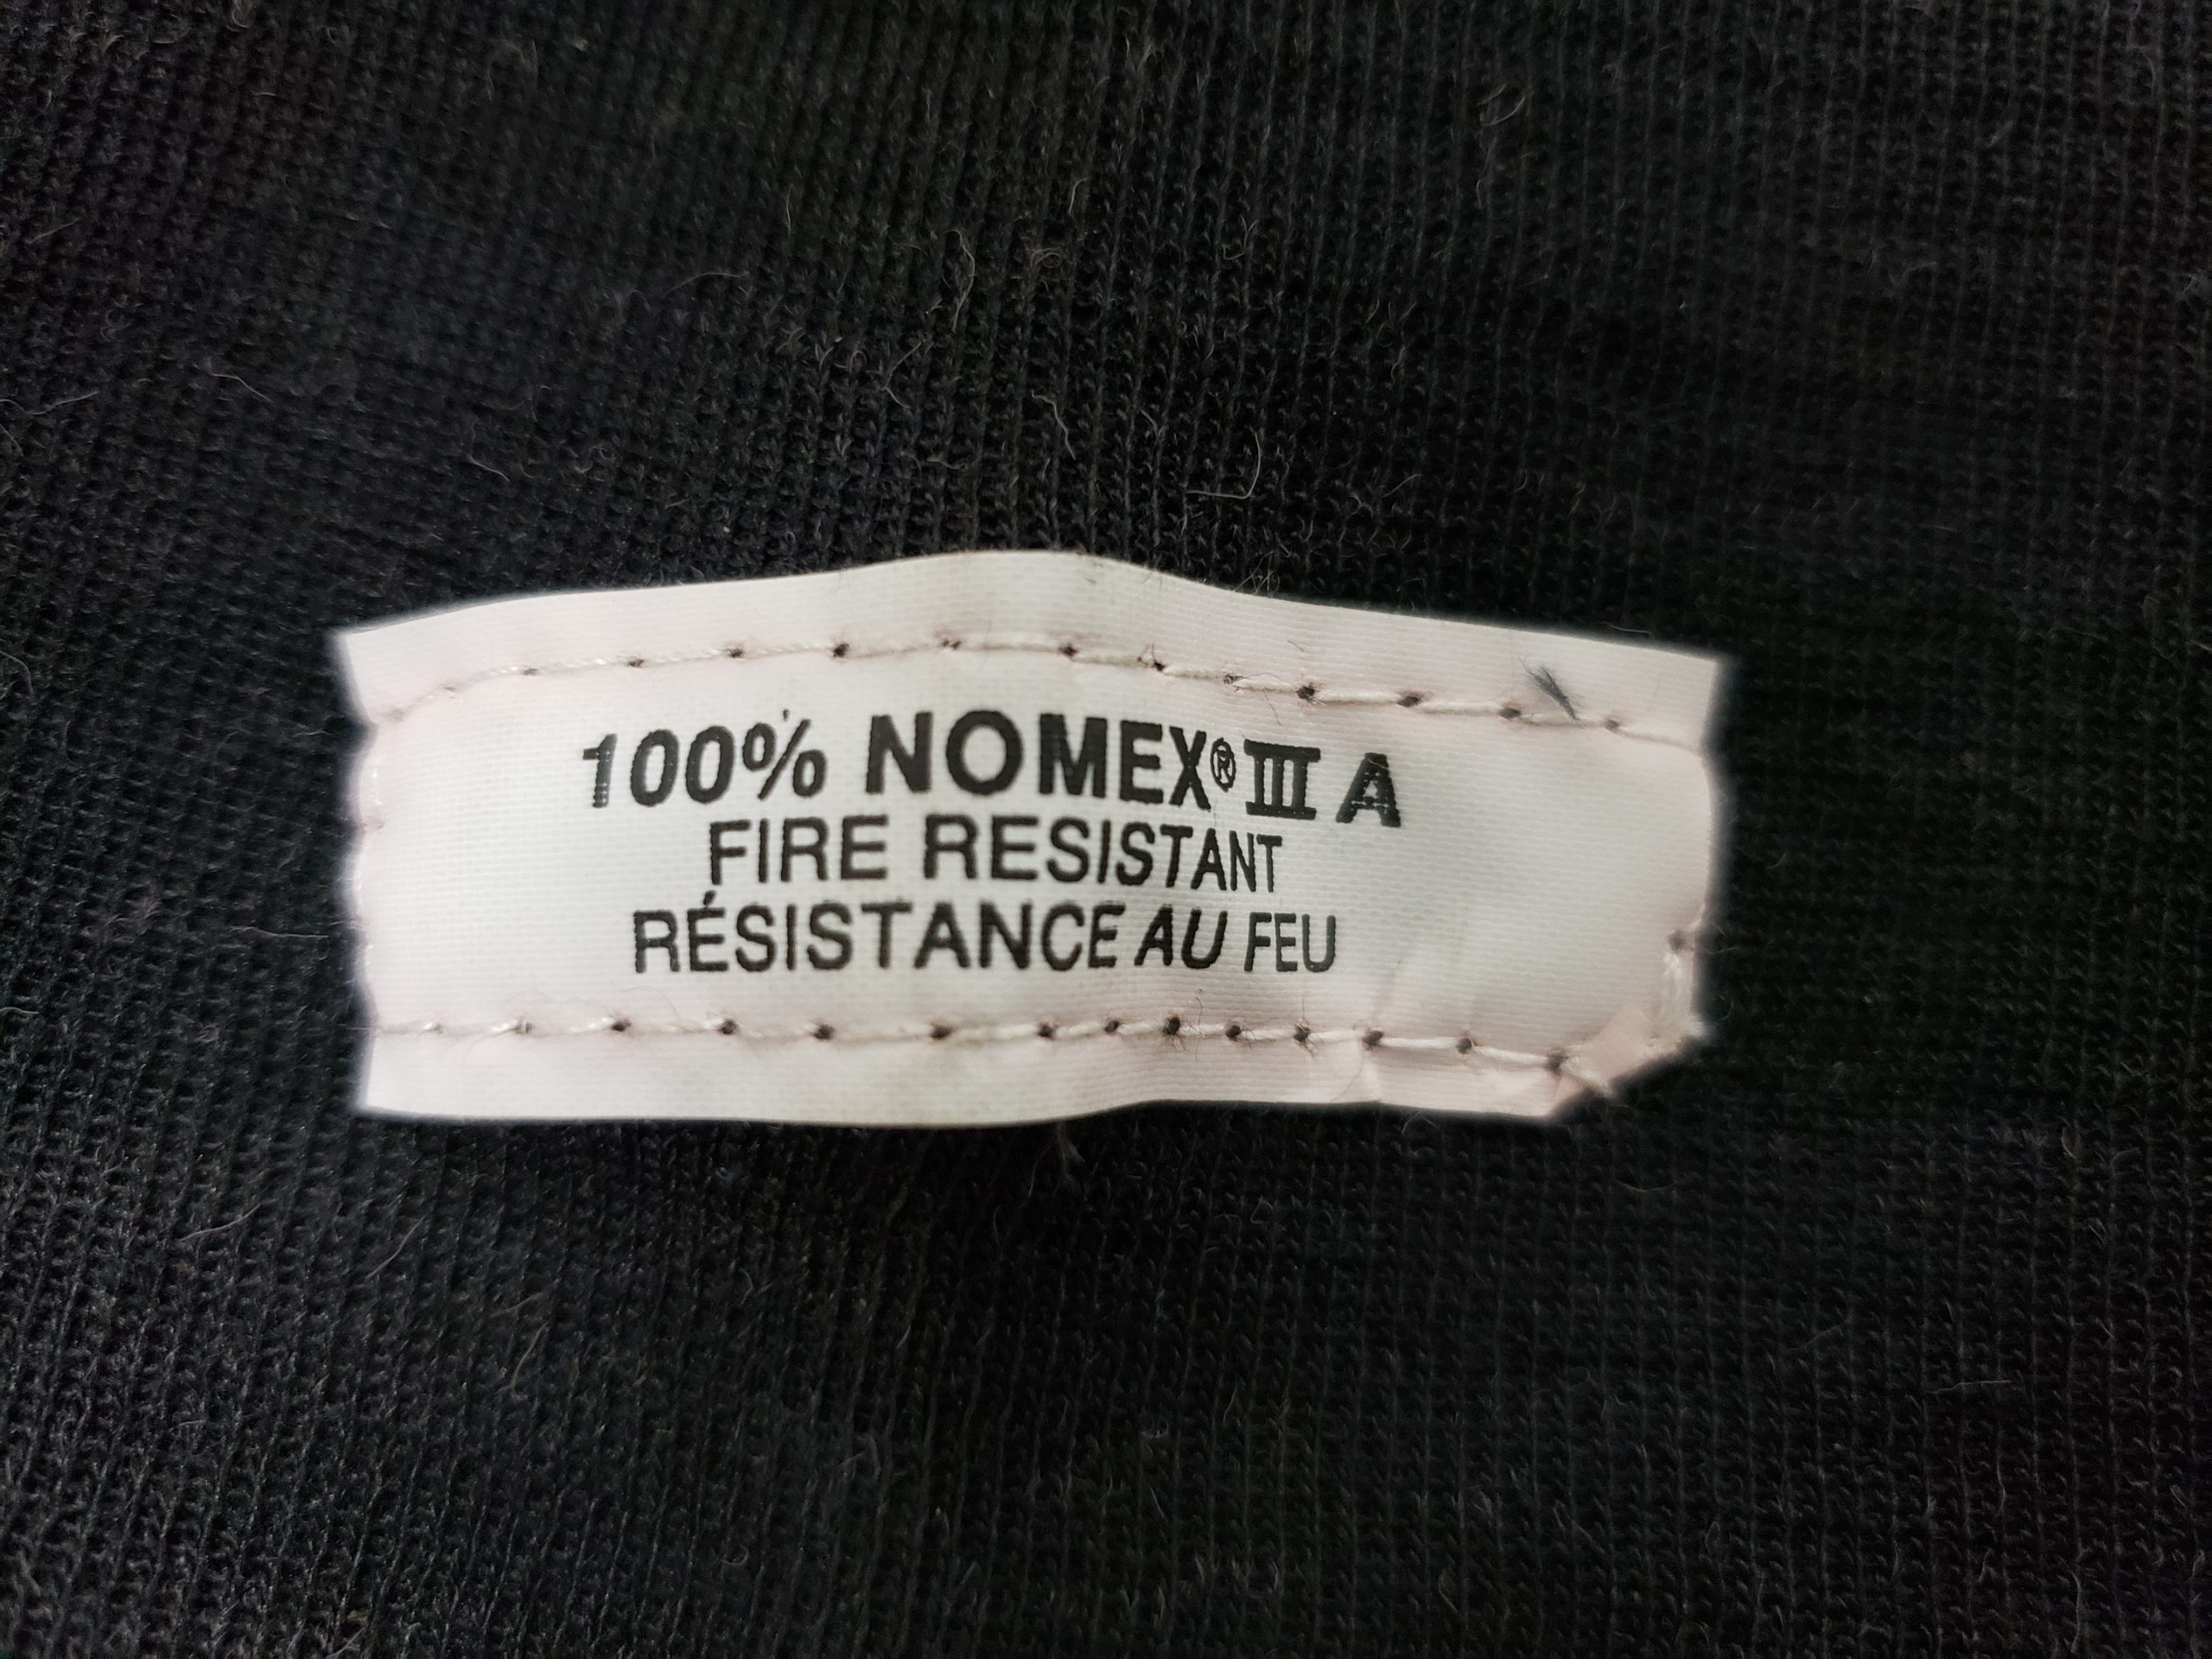 100% NOMEX® III A
FIRE RESISTANT
RÉSISTANCE AU FEU